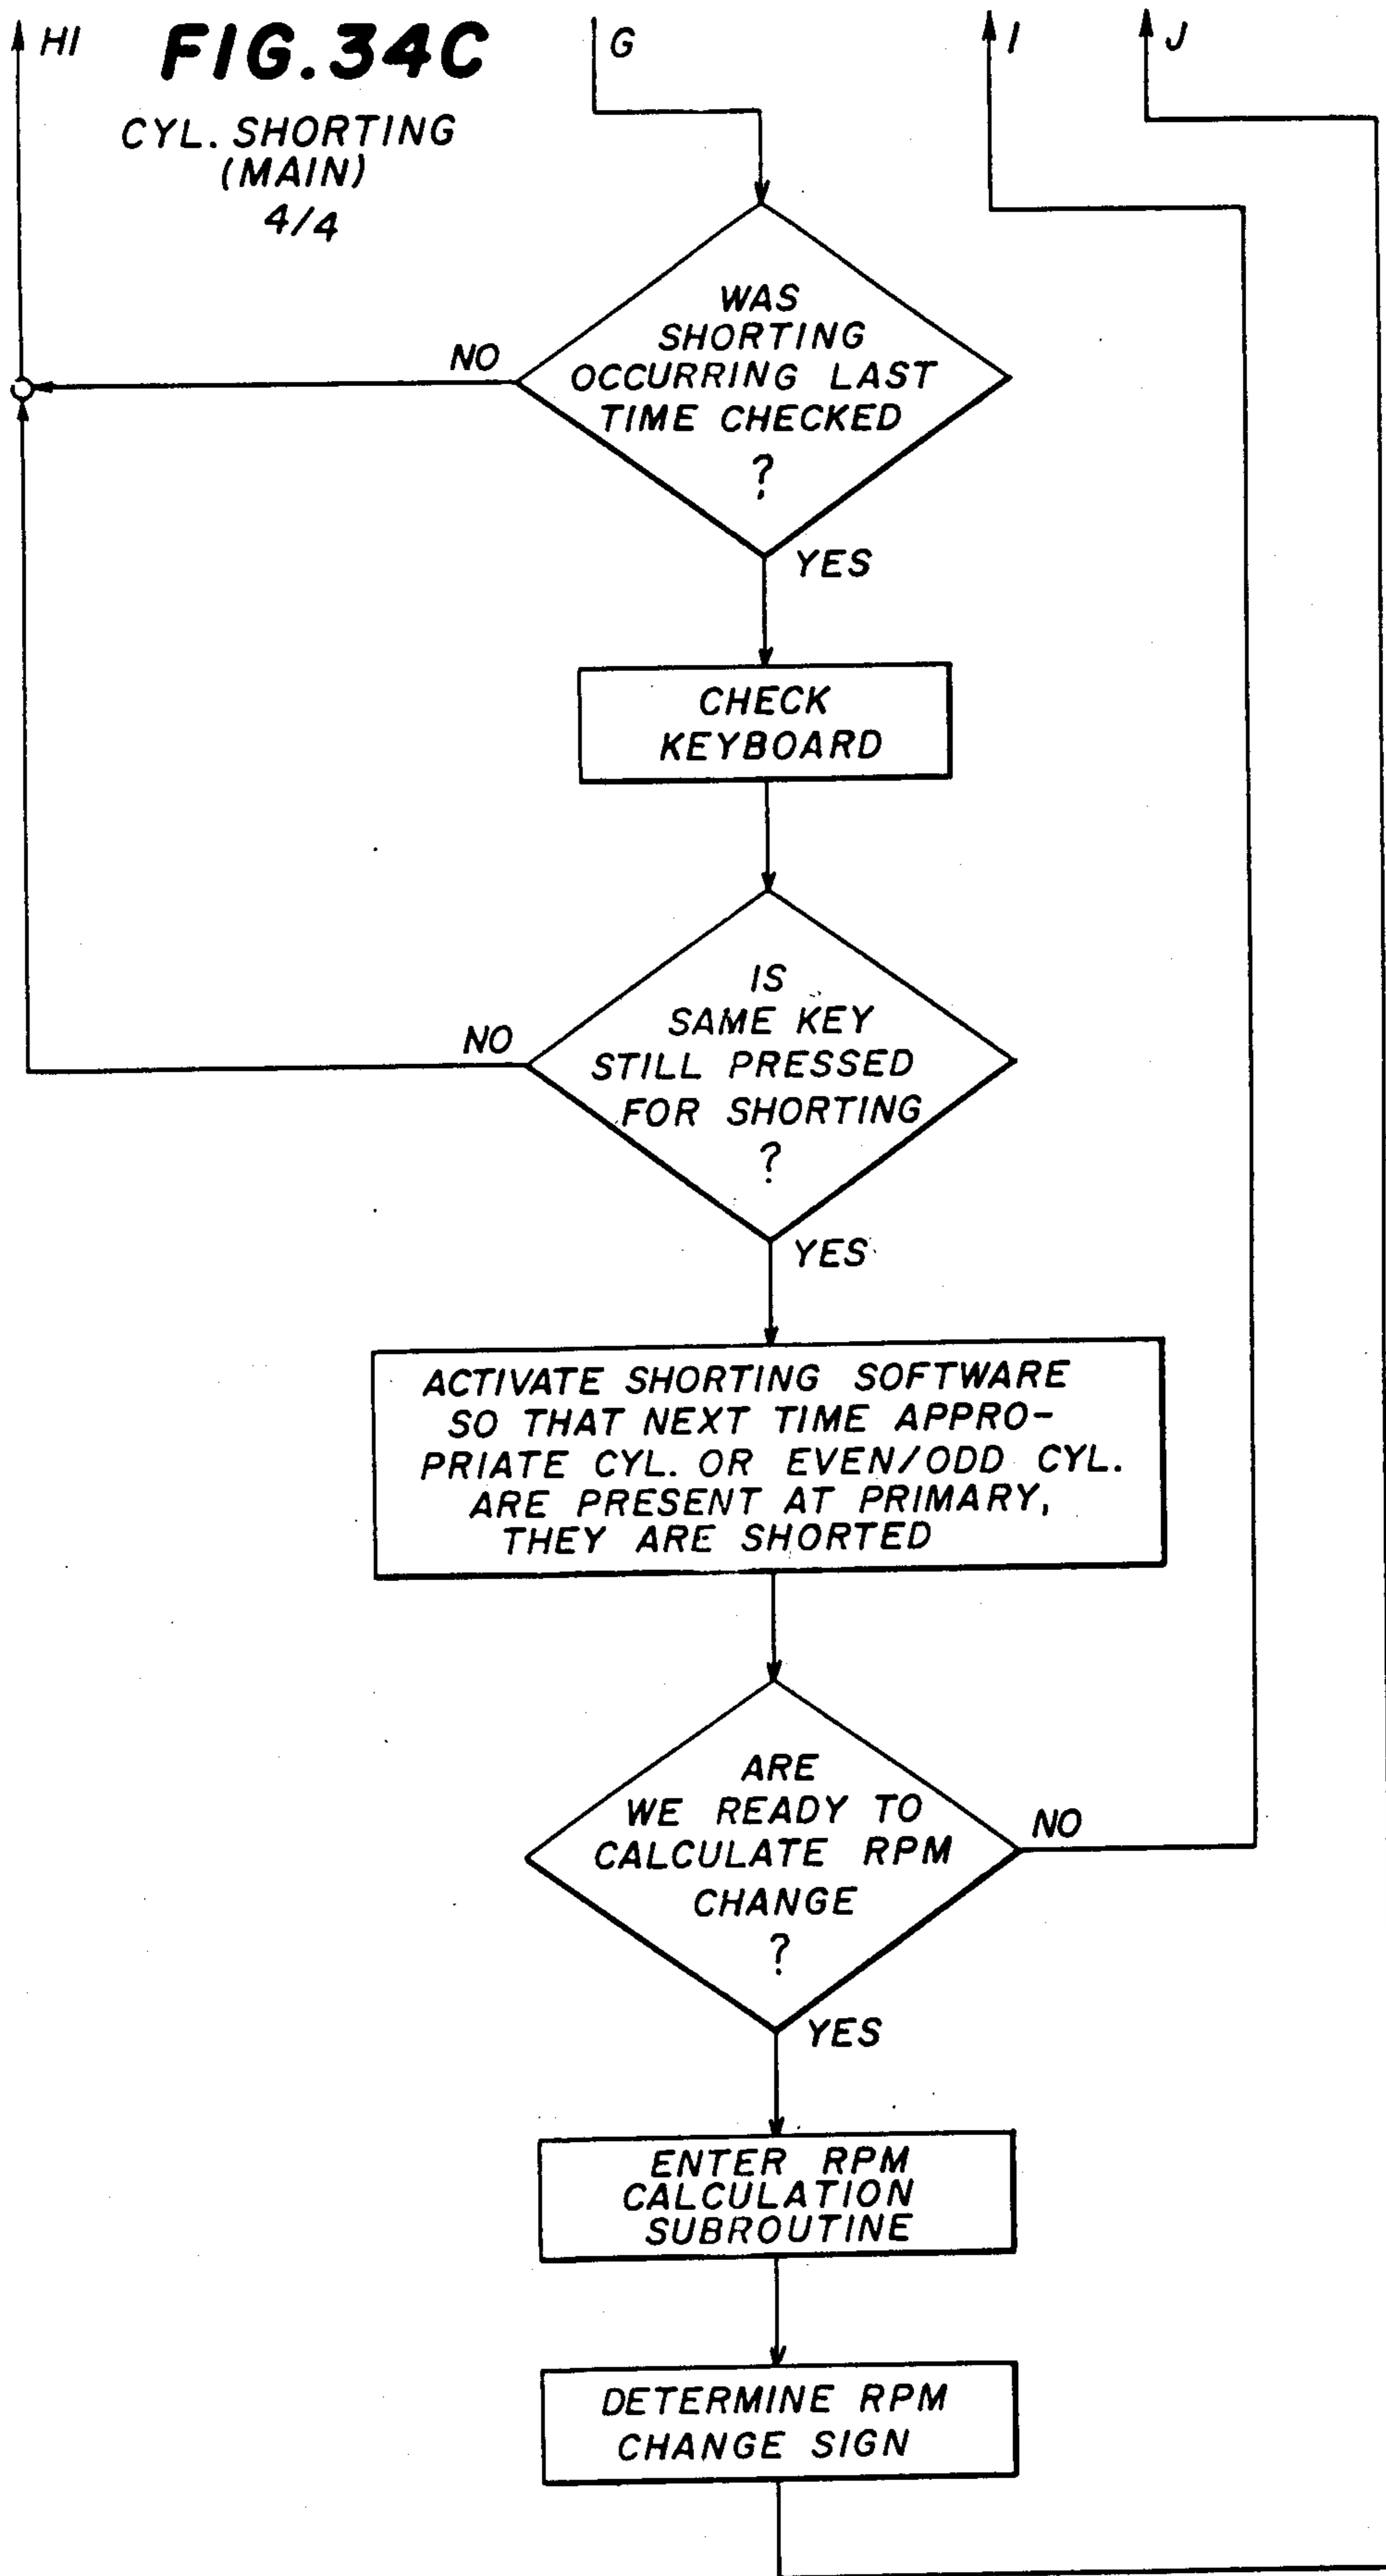 HI
FIG.34C
G
I
J
CYL. SHORTING
(MAIN)
4/4
WAS
SHORTING
OCCURRING LAST
TIME CHECKED
?
NO
YES
CHECK
KEYBOARD
IS
SAME KEY
STILL PRESSED
FOR SHORTING
?
NO
YES
ACTIVATE SHORTING SOFTWARE
SO THAT NEXT TIME APPRO-
PRIATE CYL. OR EVEN/ODD CYL.
ARE PRESENT AT PRIMARY,
THEY ARE SHORTED
ARE
WE READY TO
CALCULATE RPM
CHANGE
?
NO
YES
ENTER RPM
CALCULATION
SUBROUTINE
DETERMINE RPM
CHANGE SIGN